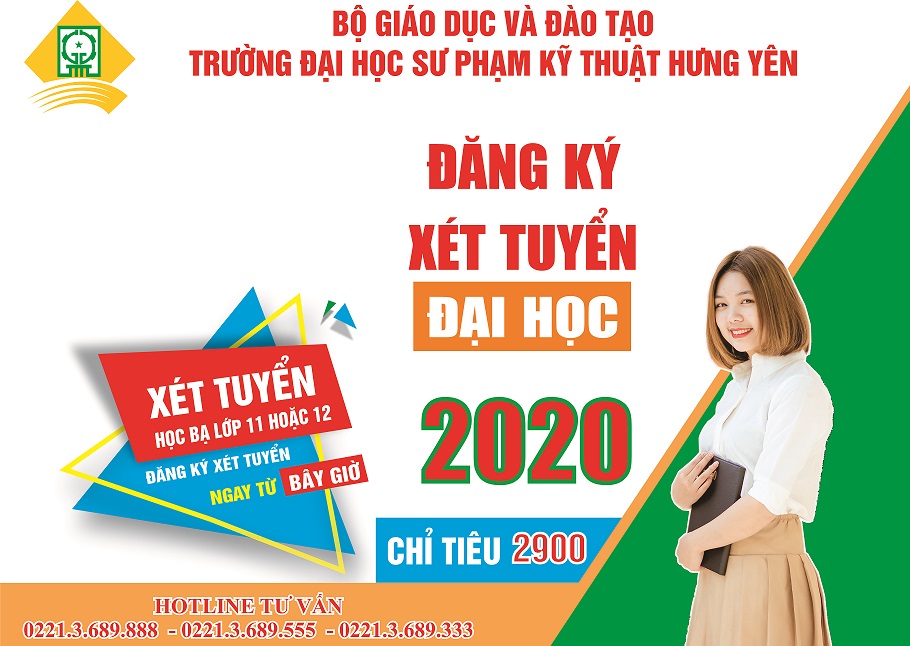 BỘ GIÁO DỤC VÀ ĐÀO TẠO
TRƯỜNG ĐẠI HỌC SƯ PHẠM KỸ THUẬT HƯNG YÊN
ĐĂNG KÝ
XÉT TUYỂN
ĐẠI HỌC
2020
CHỈ TIÊU 2900
XÉT TUYỂN
HỌC BẠ LỚP 11 HOẶC 12
ĐĂNG KÝ XÉT TUYỂN
NGAY TỪ BÂY GIỜ
HOTLINE TƯ VẤN
0221.3.689.888 - 0221.3.689.555 - 0221.3.689.333